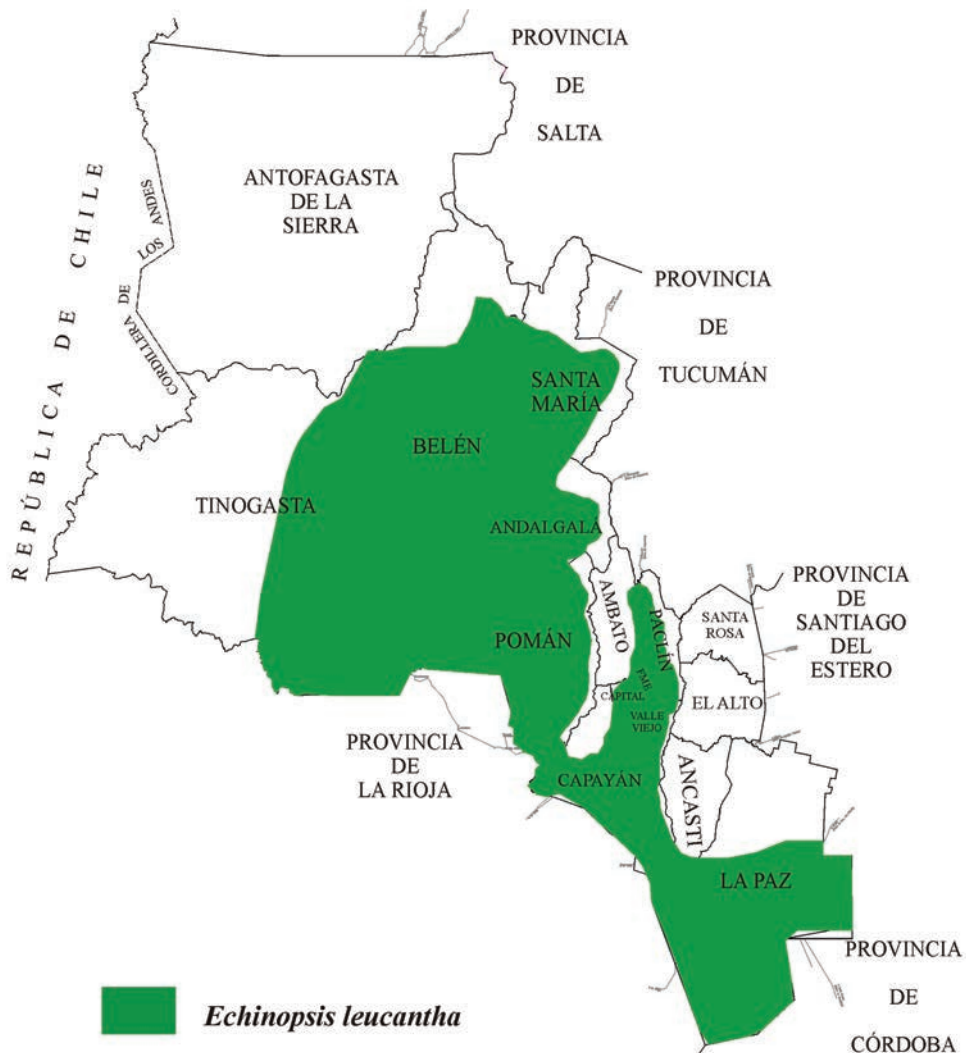 PROVINCIA
DE
SALTA
ANTOFAGASTA
DE LA
SIERRA
REPÚBLICA DE CHILE
CORDILLERA DE LOS ANDES
PROVINCIA
DE
TUCUMÁN
SANTA
MARÍA
BELÉN
TINOGASTA
ANDALGALÁ
PROVINCIA
DE
SANTIAGO
DEL
ESTERO
AMBATO
PACLÍN
SANTA
ROSA
POMÁN
FME
CAPITAL
EL ALTO
VALLE
VIEJO
PROVINCIA
DE
LA RIOJA
CAPAYÁN
ANCASTI
LA PAZ
PROVINCIA
DE
CÓRDOBA
Echinopsis leucantha